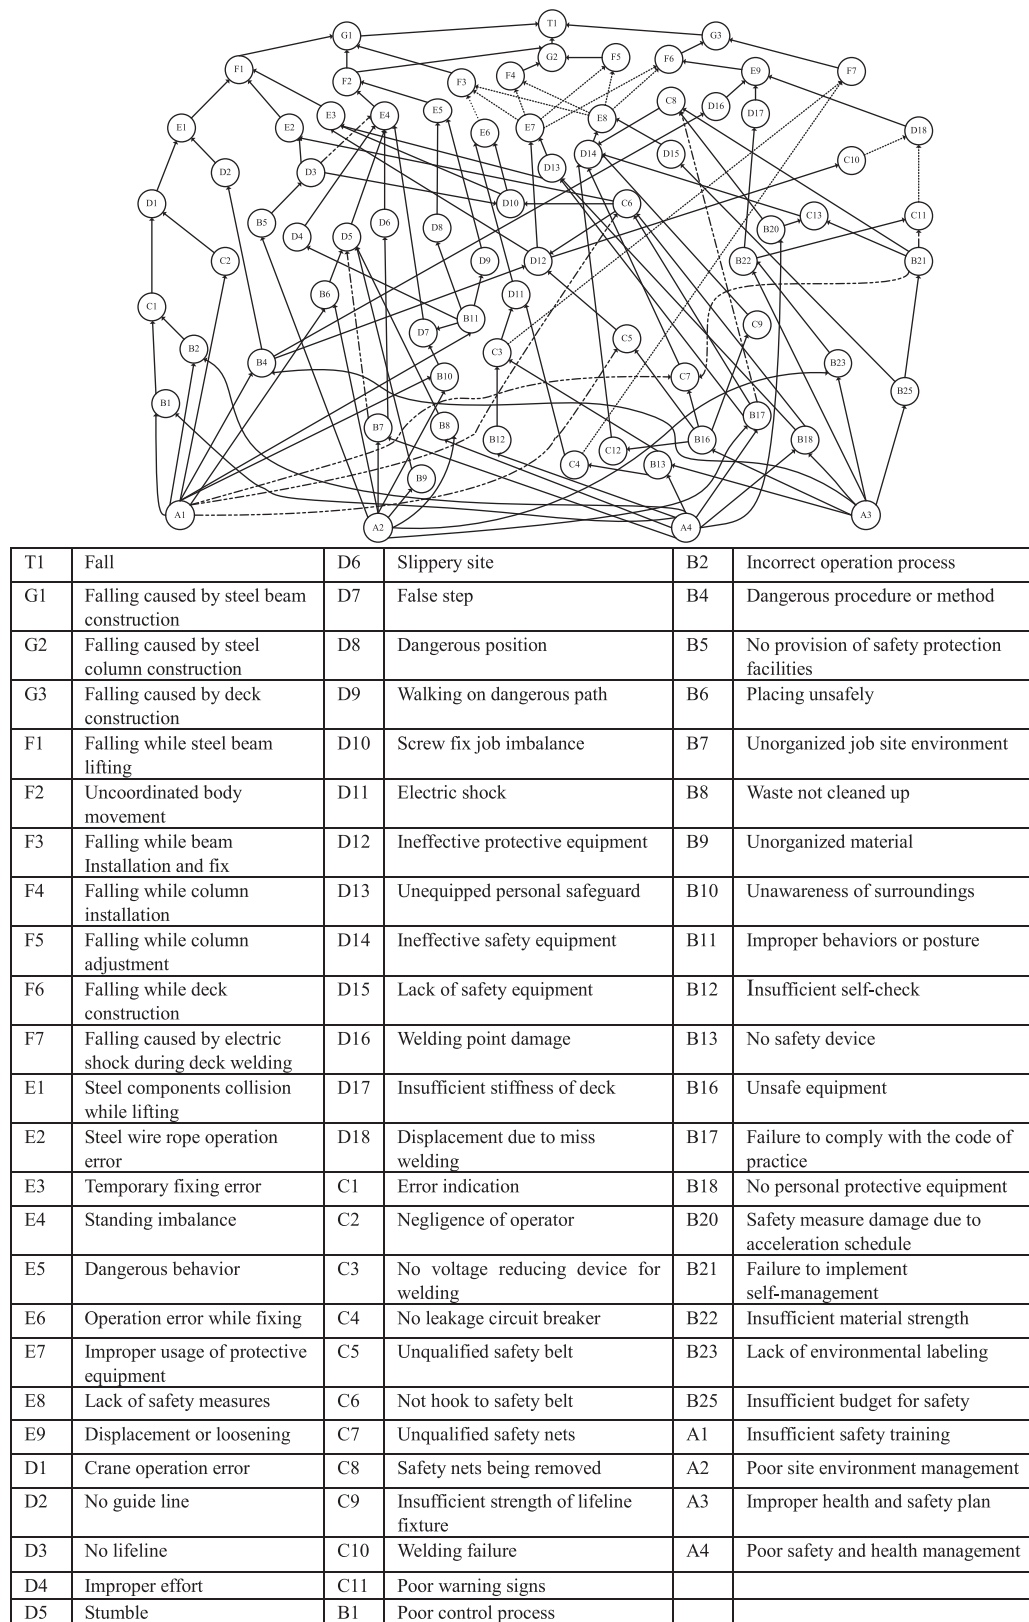 T1
G1
G3
G2
F5
F6
F1
F2
F3
F4
E9
F7
C8
D16
D17
E5
E3
E4
E8
E1
E2
E6
E7
D18
D14
D15
C10
D2
D3
D13
D1
D10
C6
B5
D4
D5
D6
D8
B20
C13
C11
C2
D9
D12
B22
B21
B6
D11
C1
B11
D7
C9
C5
B2
B4
C3
B23
B10
C7
B25
B1
B17
B7
B8
B12
C12
B16
B18
C4
B13
B9
A1
A2
A4
A3
T1 Fall D6 Slippery site B2 Incorrect operation process
G1 Falling caused by steel beam D7 False step B4 Dangerous procedure or method
construction
G2 Falling caused by steel D8 Dangerous position B5 No provision of safety protection
column construction facilities
G3 Falling caused by deck D9 Walking on dangerous path B6 Placing unsafely
construction
F1 Falling while steel beam D10 Screw fix job imbalance B7 Unorganized job site environment
lifting
F2 Uncoordinated body D11 Electric shock B8 Waste not cleaned up
movement
F3 Falling while beam D12 Ineffective protective equipment B9 Unorganized material
Installation and fix
F4 Falling while column D13 Unequipped personal safeguard B10 Unawareness of surroundings
installation
F5 Falling while column D14 Ineffective safety equipment B11 Improper behaviors or posture
adjustment
F6 Falling while deck D15 Lack of safety equipment B12 Insufficient self-check
construction
F7 Falling caused by electric D16 Welding point damage B13 No safety device
shock during deck welding
E1 Steel components collision D17 Insufficient stiffness of deck B16 Unsafe equipment
while lifting
E2 Steel wire rope operation D18 Displacement due to miss B17 Failure to comply with the code of
error welding practice
E3 Temporary fixing error C1 Error indication B18 No personal protective equipment
E4 Standing imbalance C2 Negligence of operator B20 Safety measure damage due to
acceleration schedule
E5 Dangerous behavior C3 No voltage reducing device for B21 Failure to implement
welding self-management
E6 Operation error while fixing C4 No leakage circuit breaker B22 Insufficient material strength
E7 Improper usage of protective C5 Unqualified safety belt B23 Lack of environmental labeling
equipment
E8 Lack of safety measures C6 Not hook to safety belt B25 Insufficient budget for safety
E9 Displacement or loosening C7 Unqualified safety nets A1 Insufficient safety training
D1 Crane operation error C8 Safety nets being removed A2 Poor site environment management
D2 No guide line C9 Insufficient strength of lifeline A3 Improper health and safety plan
fixture
D3 No lifeline C10 Welding failure A4 Poor safety and health management
D4 Improper effort C11 Poor warning signs
D5 Stumble B1 Poor control process